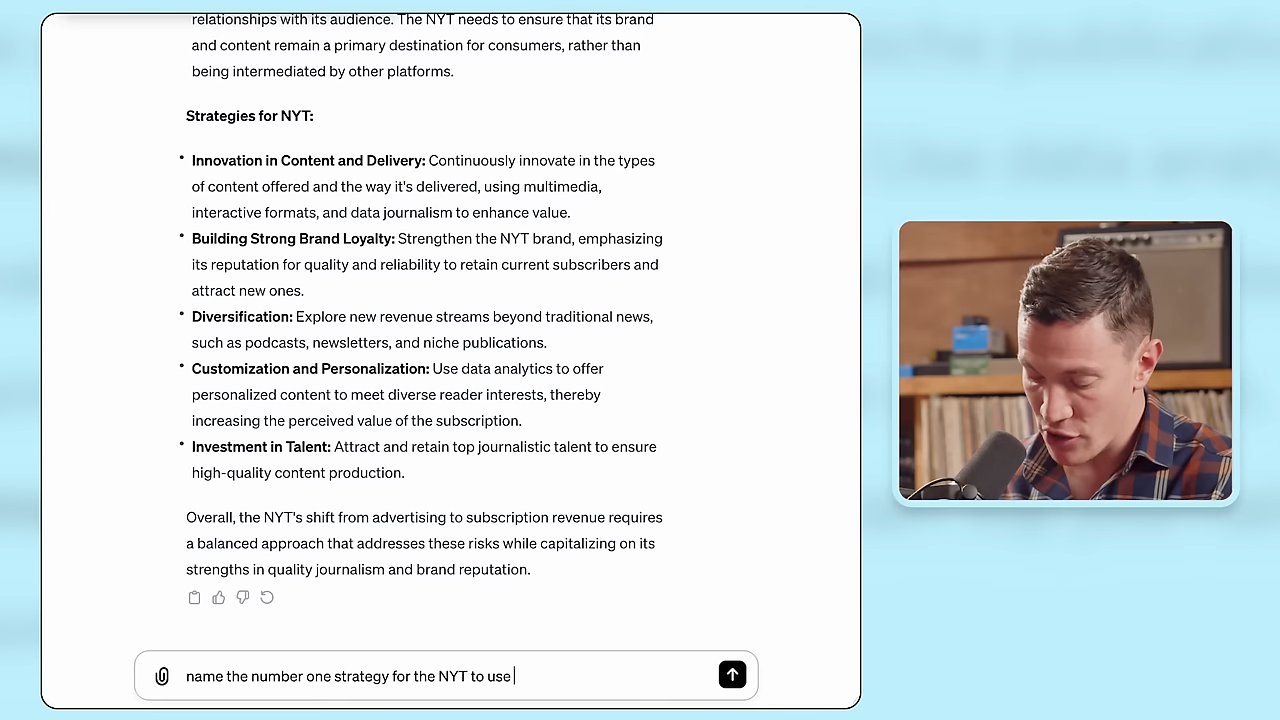 relationships with its audience. The NYT needs to ensure that its brand
and content remain a primary destination for consumers, rather than
being intermediated by other platforms.
Strategies for NYT:
• Innovation in Content and Delivery: Continuously innovate in the types
of content offered and the way it's delivered, using multimedia,
interactive formats, and data journalism to enhance value.
• Building Strong Brand Loyalty: Strengthen the NYT brand, emphasizing
its reputation for quality and reliability to retain current subscribers and
attract new ones.
• Diversification: Explore new revenue streams beyond traditional news,
such as podcasts, newsletters, and niche publications.
• Customization and Personalization: Use data analytics to offer
personalized content to meet diverse reader interests, thereby
increasing the perceived value of the subscription.
• Investment in Talent: Attract and retain top journalistic talent to ensure
high-quality content production.
Overall, the NYT's shift from advertising to subscription revenue requires
a balanced approach that addresses these risks while capitalizing on its
strengths in quality journalism and brand reputation.
name the number one strategy for the NYT to use